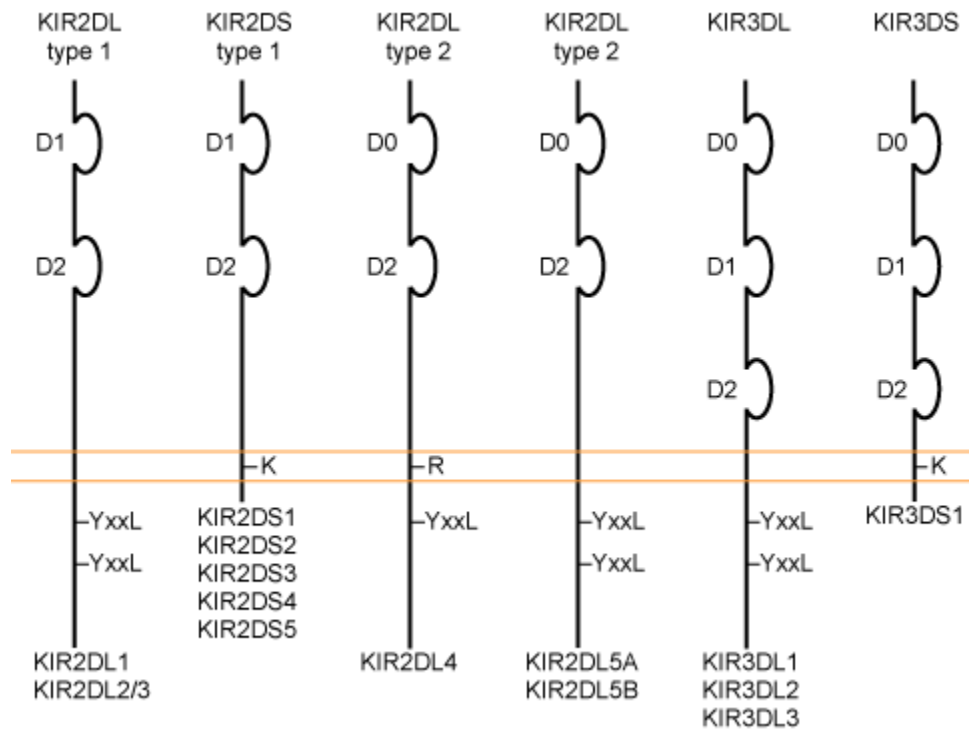 KIR2DL KIR2DS KIR2DL KIR2DL KIR3DL KIR3DS
type 1 type 1 type 2 type 2
D1 D1 D0 D0 D0 D0
D2 D2 D2 D2 D1 D1
D2 D2
K R K
YxxL YxxL YxxL YxxL
YxxL YxxL YxxL
KIR2DS1
KIR2DS2
KIR2DS3
KIR2DS4
KIR2DS5
KIR3DS1
KIR2DL1 KIR2DL4 KIR2DL5A KIR3DL1
KIR2DL2/3 KIR2DL5B KIR3DL2
KIR3DL3